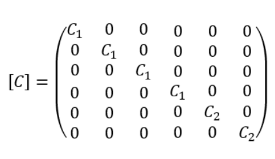 [C] =
C₁ 0 0 0 0 0
0 C₁ 0 0 0 0
0 0 C₁ 0 0 0
0 0 0 C₁ 0 0
0 0 0 0 C₂ 0
0 0 0 0 0 C₂